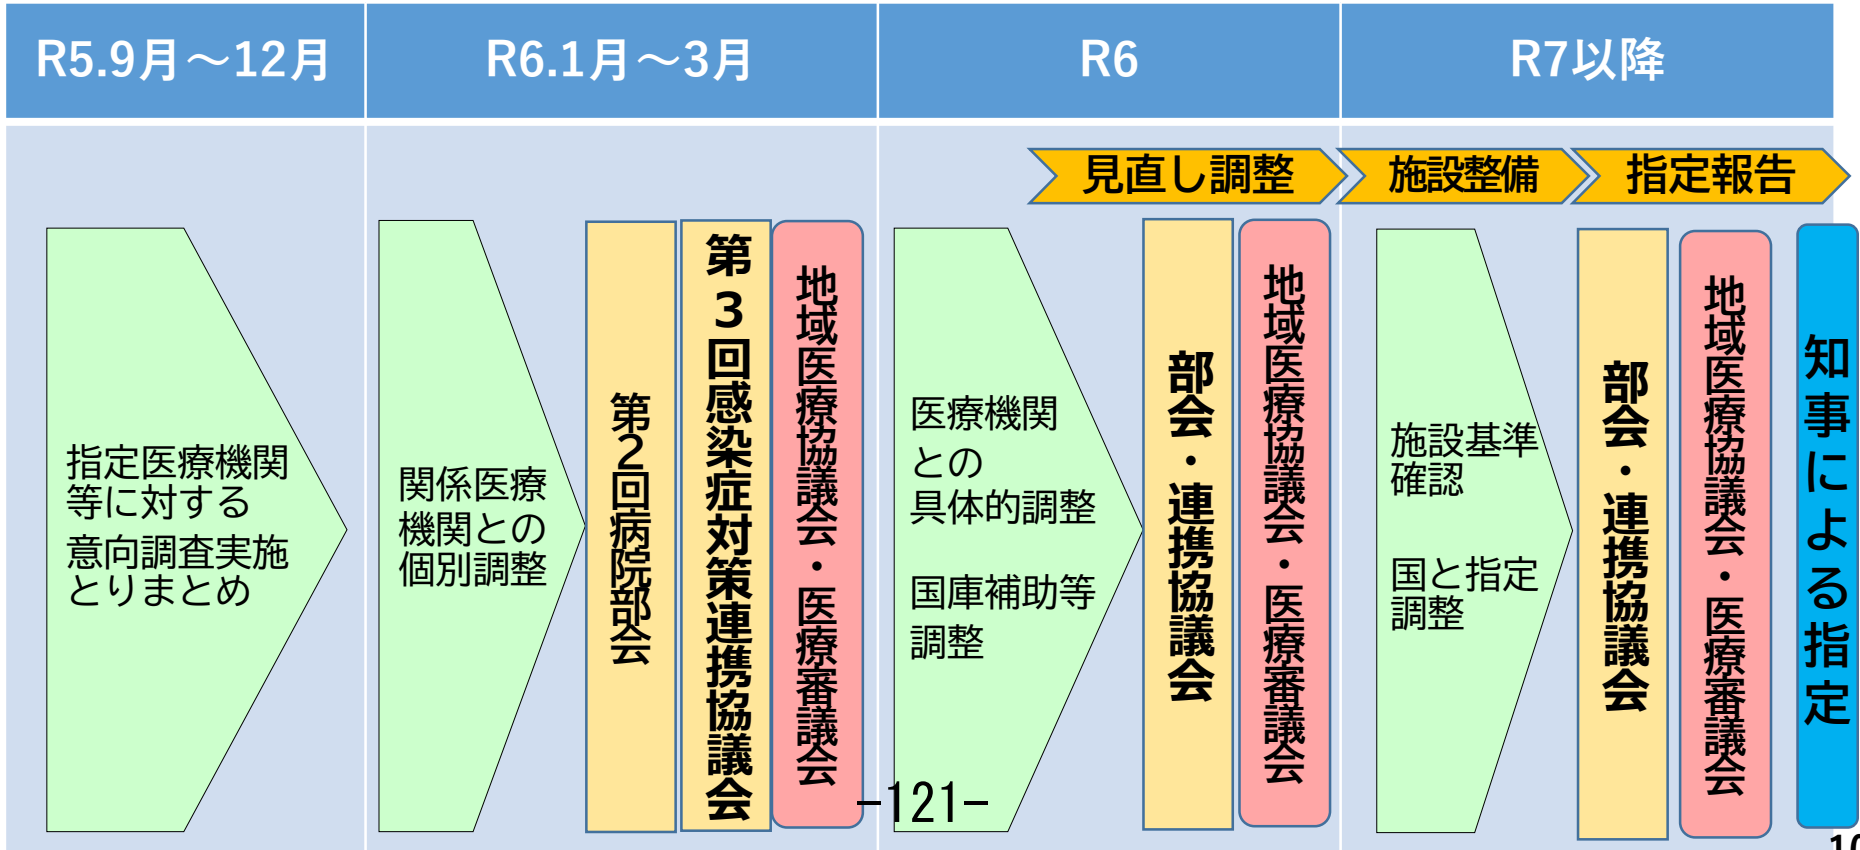 R5.9月～12月
R6.1月～3月
R6
R7以降
見直し調整
施設整備
指定報告
指定医療機関
等に対する
意向調査実施
とりまとめ
関係医療
機関との
個別調整
第2回病院部会
第3回感染症対策連携協議会
地域医療協議会・医療審議会
医療機関
との
具体的調整
国庫補助等
調整
部会・連携協議会
地域医療協議会・医療審議会
施設基準
確認
国と指定
調整
部会・連携協議会
地域医療協議会・医療審議会
知事による指定
-121-